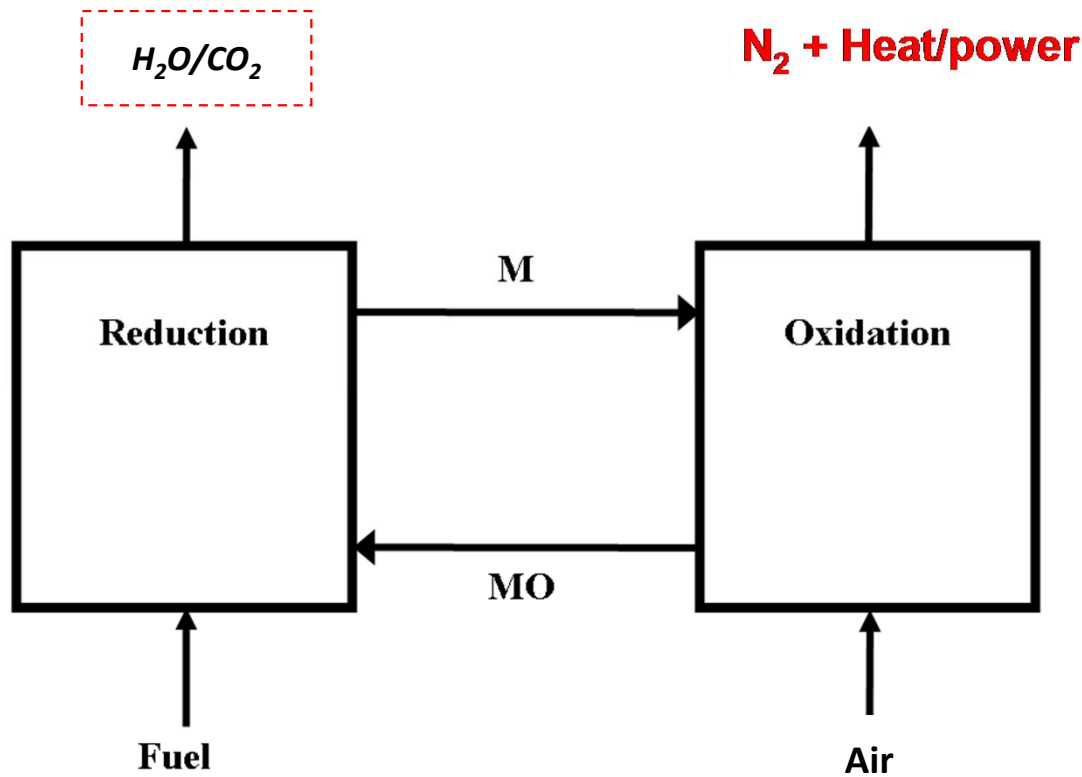 H₂O/CO₂
N₂ + Heat/power
M
Reduction
Oxidation
MO
Fuel
Air